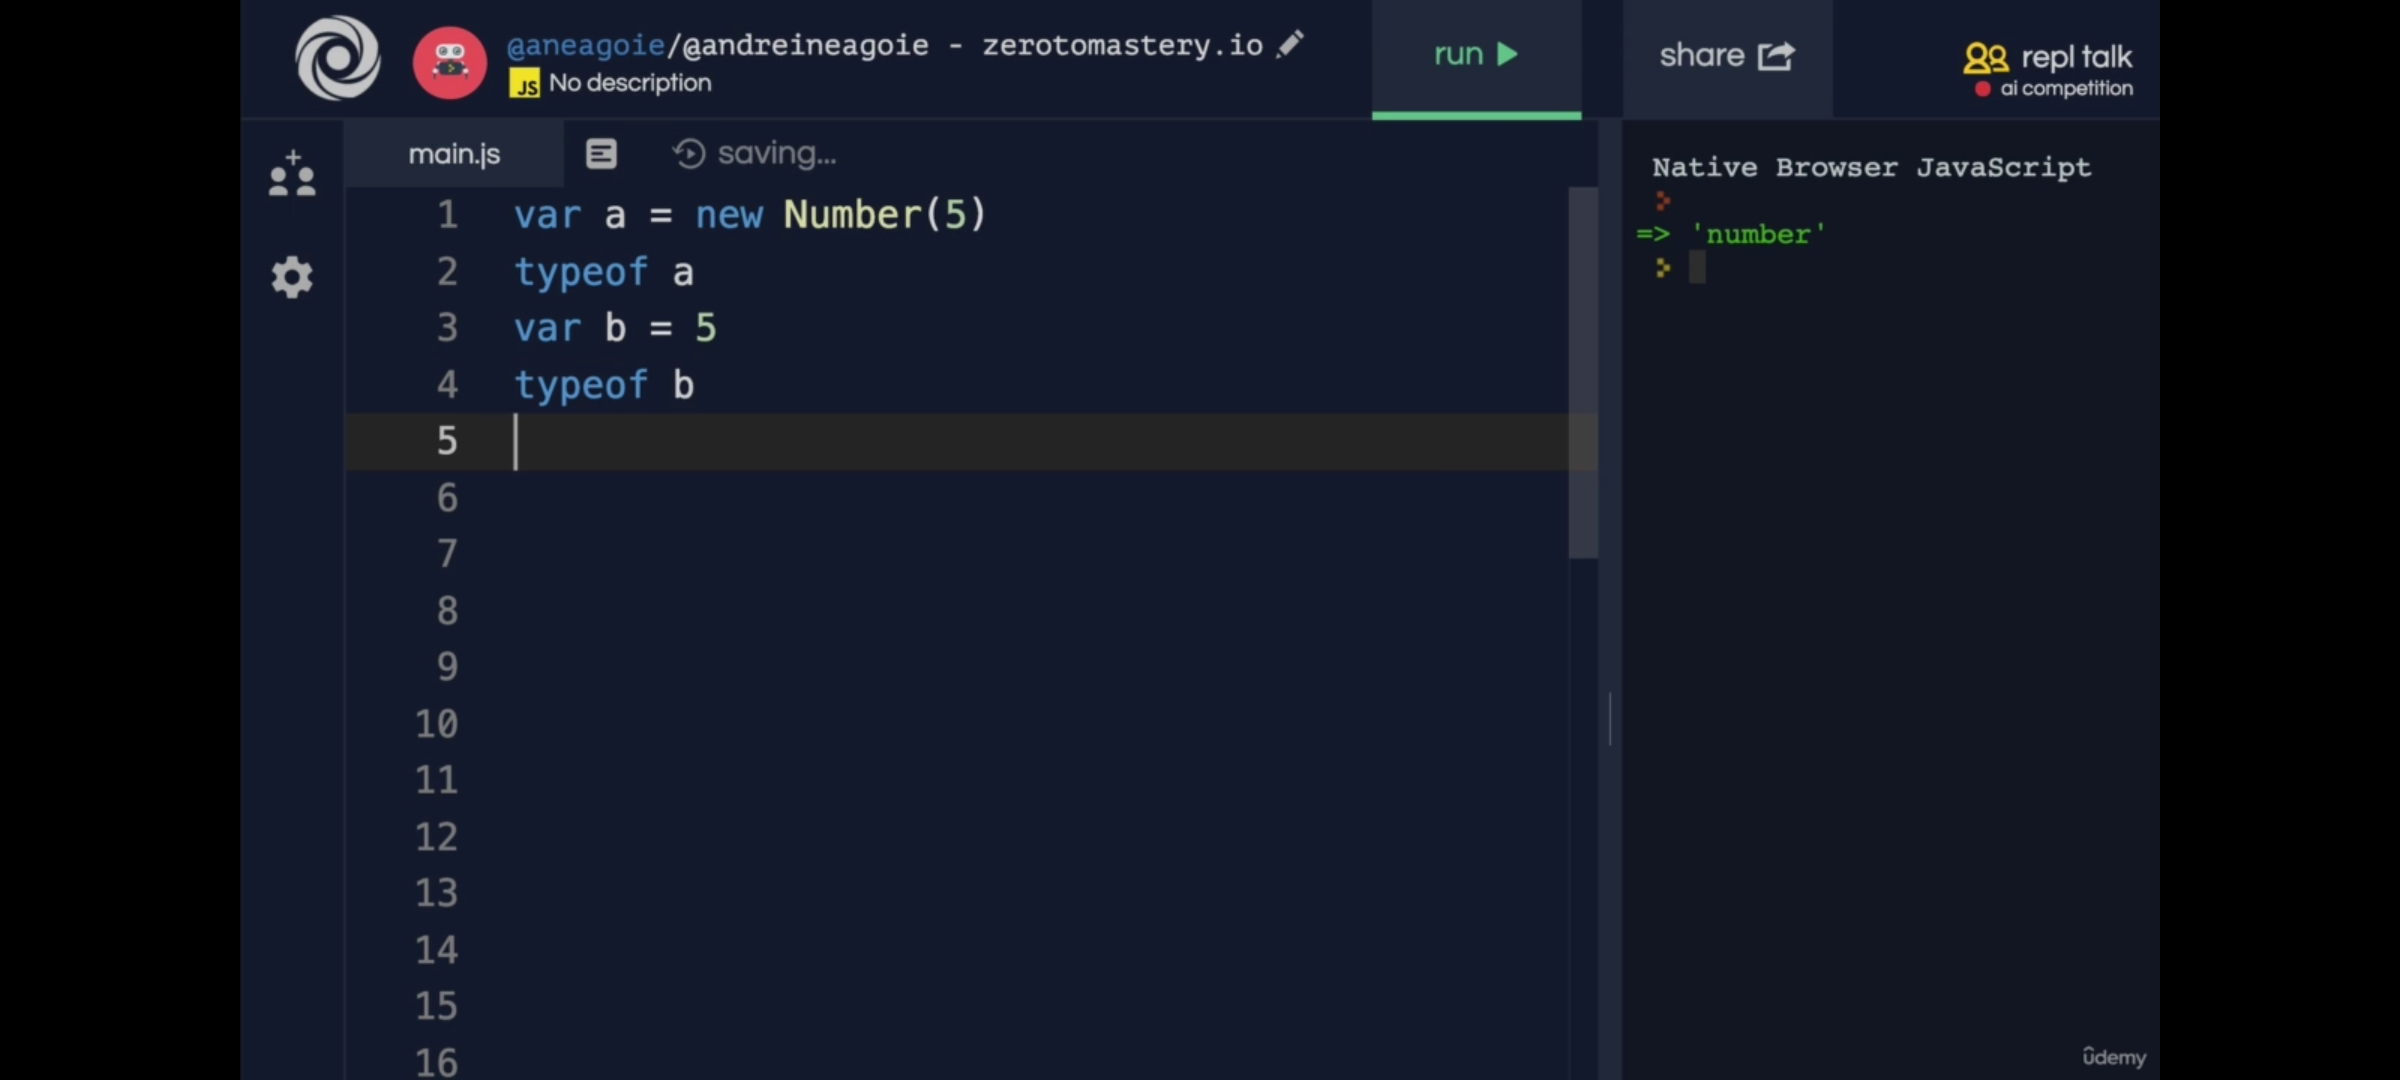 @aneagoie/@andreineagoie - zerotomastery.io
JS No description
run
share
repl talk
ai competition
main.js
saving...
1 var a = new Number(5)
2 typeof a
3 var b = 5
4 typeof b
5
6
7
8
9
10
11
12
13
14
15
16
Native Browser JavaScript
=> 'number'
ûdemy